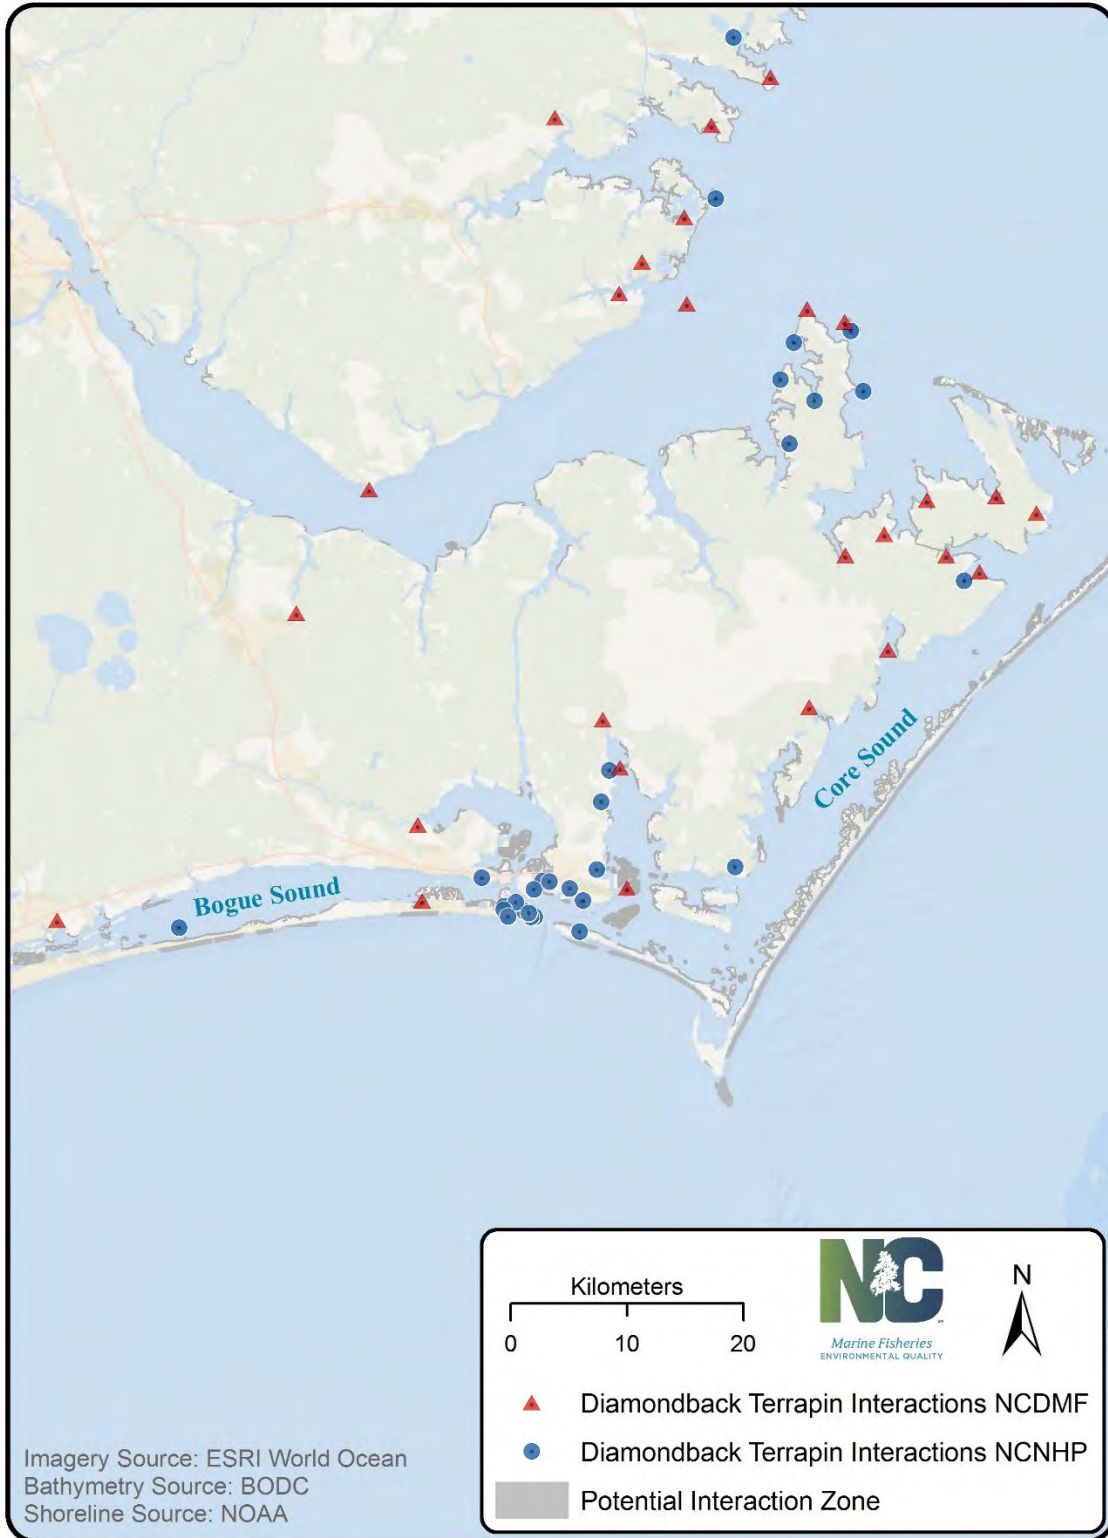 Core Sound
Bogue Sound
Kilometers
0 10 20
NC
Marine Fisheries
ENVIRONMENTAL QUALITY
N
Diamondback Terrapin Interactions NCDMF
Diamondback Terrapin Interactions NCNHP
Potential Interaction Zone
Imagery Source: ESRI World Ocean
Bathymetry Source: BODC
Shoreline Source: NOAA